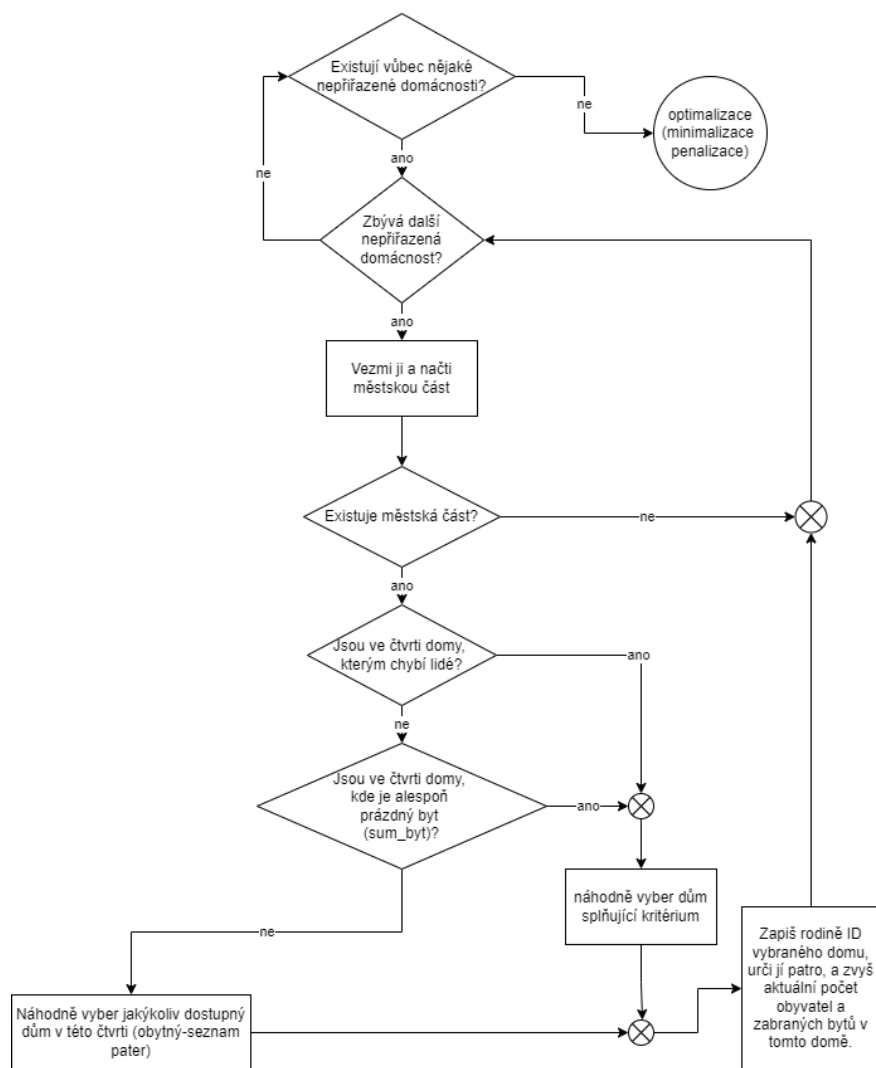 Existují vůbec nějaké
nepřiřazené domácnosti?
ne
optimalizace
(minimalizace
penalizace)
ano
ne
Zbývá další
nepřiřazená
domácnost?
ano
Vezmi ji a načti
městskou část
Existuje městská část?
ne
ano
Jsou ve čtvrti domy,
kterým chybí lidé?
ano
ne
Jsou ve čtvrti domy,
kde je alespoň
prázdný byt
(sum_byt)?
ano
náhodně vyber dům
splňující kritérium
ne
Zapiš rodině ID
vybraného domu,
urči jí patro, a zvyš
aktuální počet
obyvatel a
zabraných bytů v
tomto domě.
Náhodně vyber jakýkoliv dostupný
dům v této čtvrti (obytný-seznam
pater)